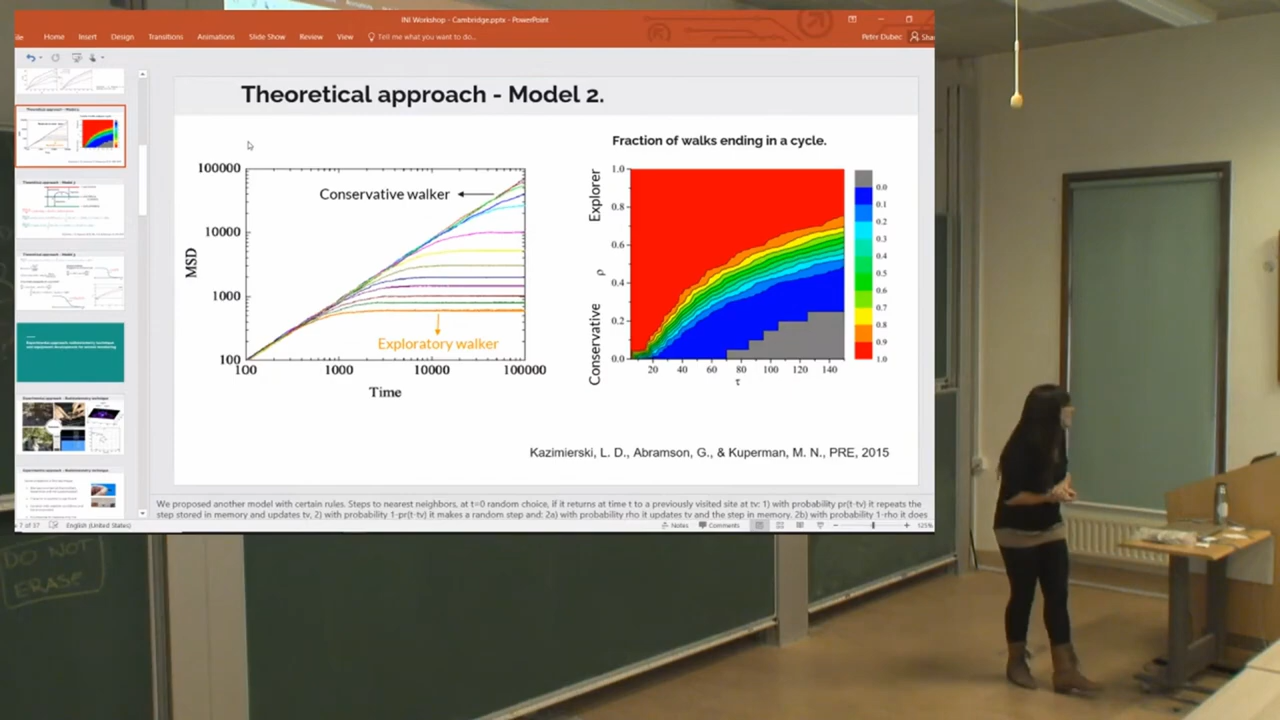 INI Workshop - Cambridge.pptx - PowerPoint
Home Insert Design Transitions Animations Slide Show Review View Tell me what you want to do... Peter Dubec
Theoretical approach - Model 2.
Fraction of walks ending in a cycle.
Conservative walker
Exploratory walker
MSD
100000
10000
1000
100
100 1000 10000 100000
Time
Explorer
ρ
Conservative
1.0
0.8
0.6
0.4
0.2
0.0
20 40 60 80 100 120 140
τ
0.0
0.1
0.2
0.3
0.4
0.5
0.6
0.7
0.8
0.9
1.0
Kazimierski, L. D., Abramson, G., & Kuperman, M. N., PRE, 2015
We proposed another model with certain rules. Steps to nearest neighbors, at t=0 random choice, if it returns at time t to a previously visited site at tv: 1) with probability pr(t-tv) it repeats the
step stored in memory and updates tv, 2) with probability 1-pr(t-tv) it makes a random step and: 2a) with probability rho it updates tv and the step in memory. 2b) with probability 1-rho it does
7 of 37 English (United States) Notes Comments 125%
DO NOT
ERASE